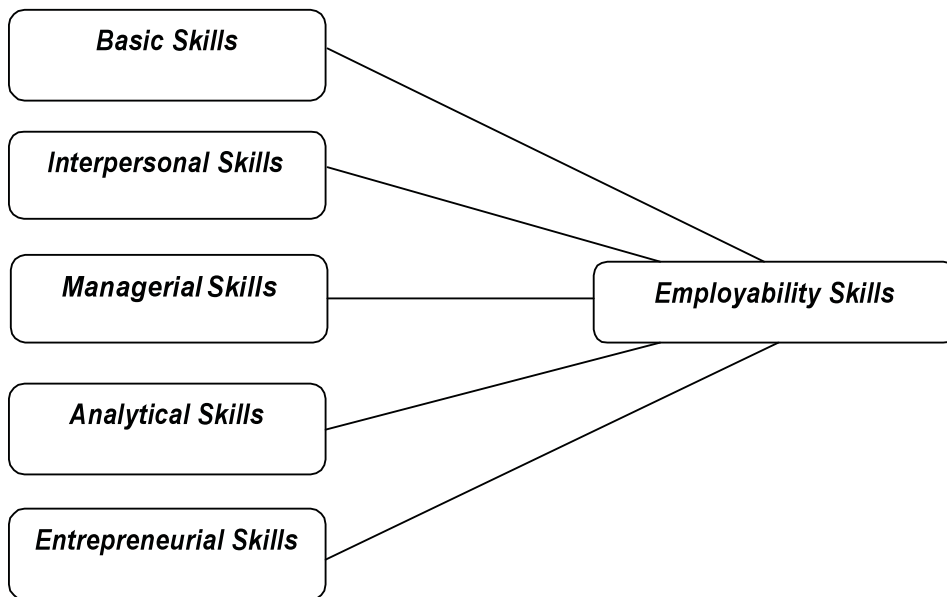 Basic Skills
Interpersonal Skills
Managerial Skills
Employability Skills
Analytical Skills
Entrepreneurial Skills